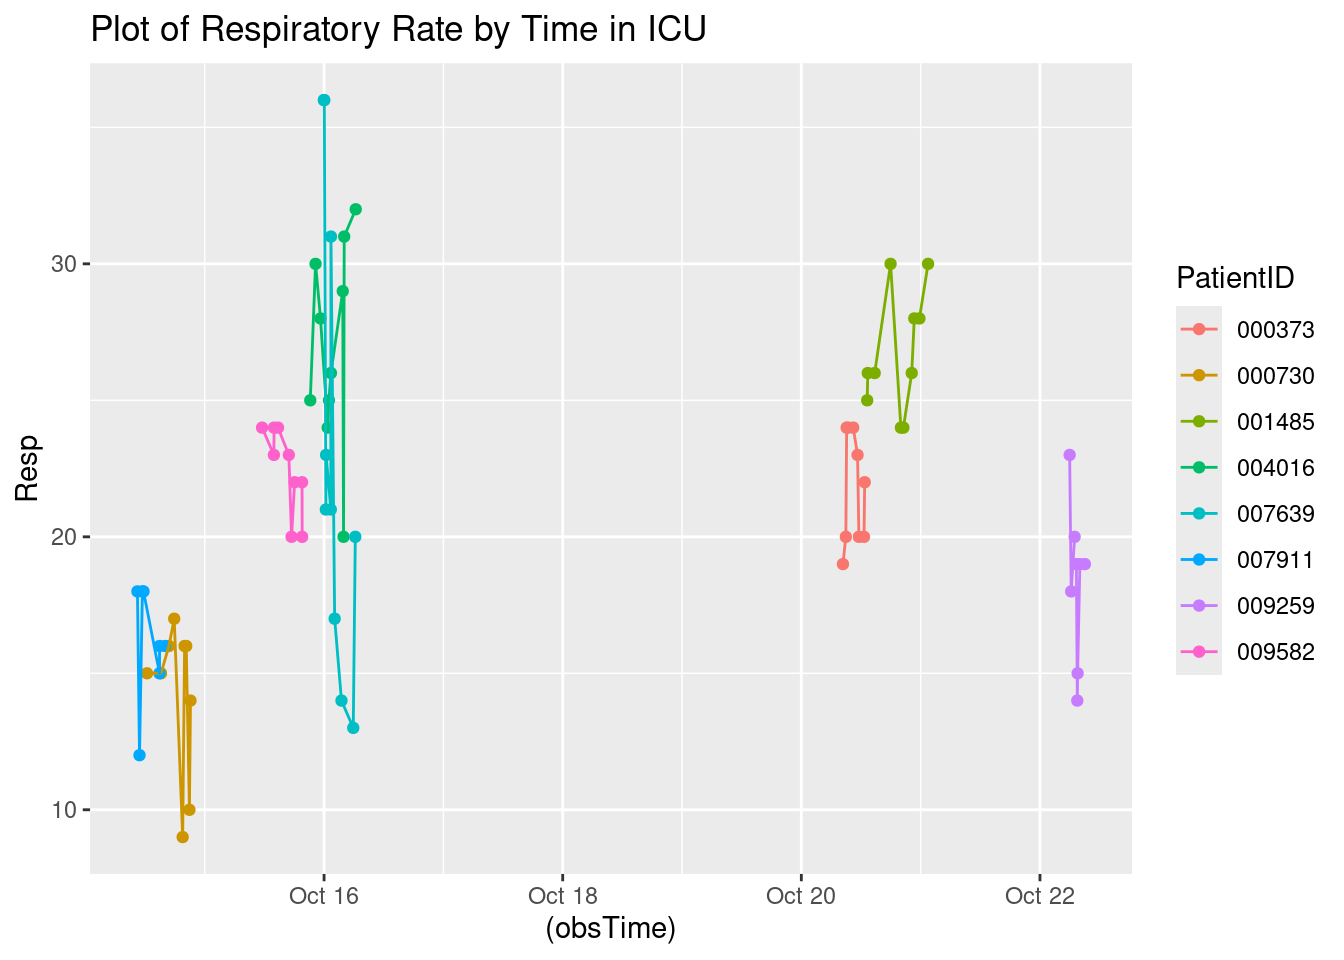 Plot of Respiratory Rate by Time in ICU
Resp
30
20
10
Oct 16
Oct 18
Oct 20
Oct 22
(obsTime)
PatientID
000373
000730
001485
004016
007639
007911
009259
009582